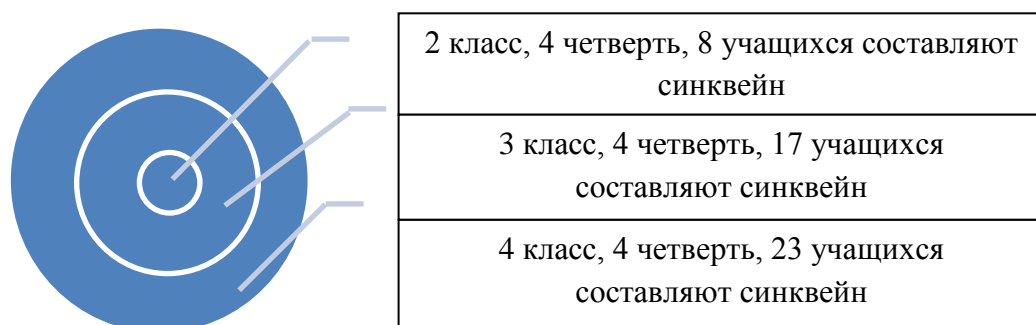 2 класс, 4 четверть, 8 учащихся составляют
синквейн
3 класс, 4 четверть, 17 учащихся
составляют синквейн
4 класс, 4 четверть, 23 учащихся
составляют синквейн